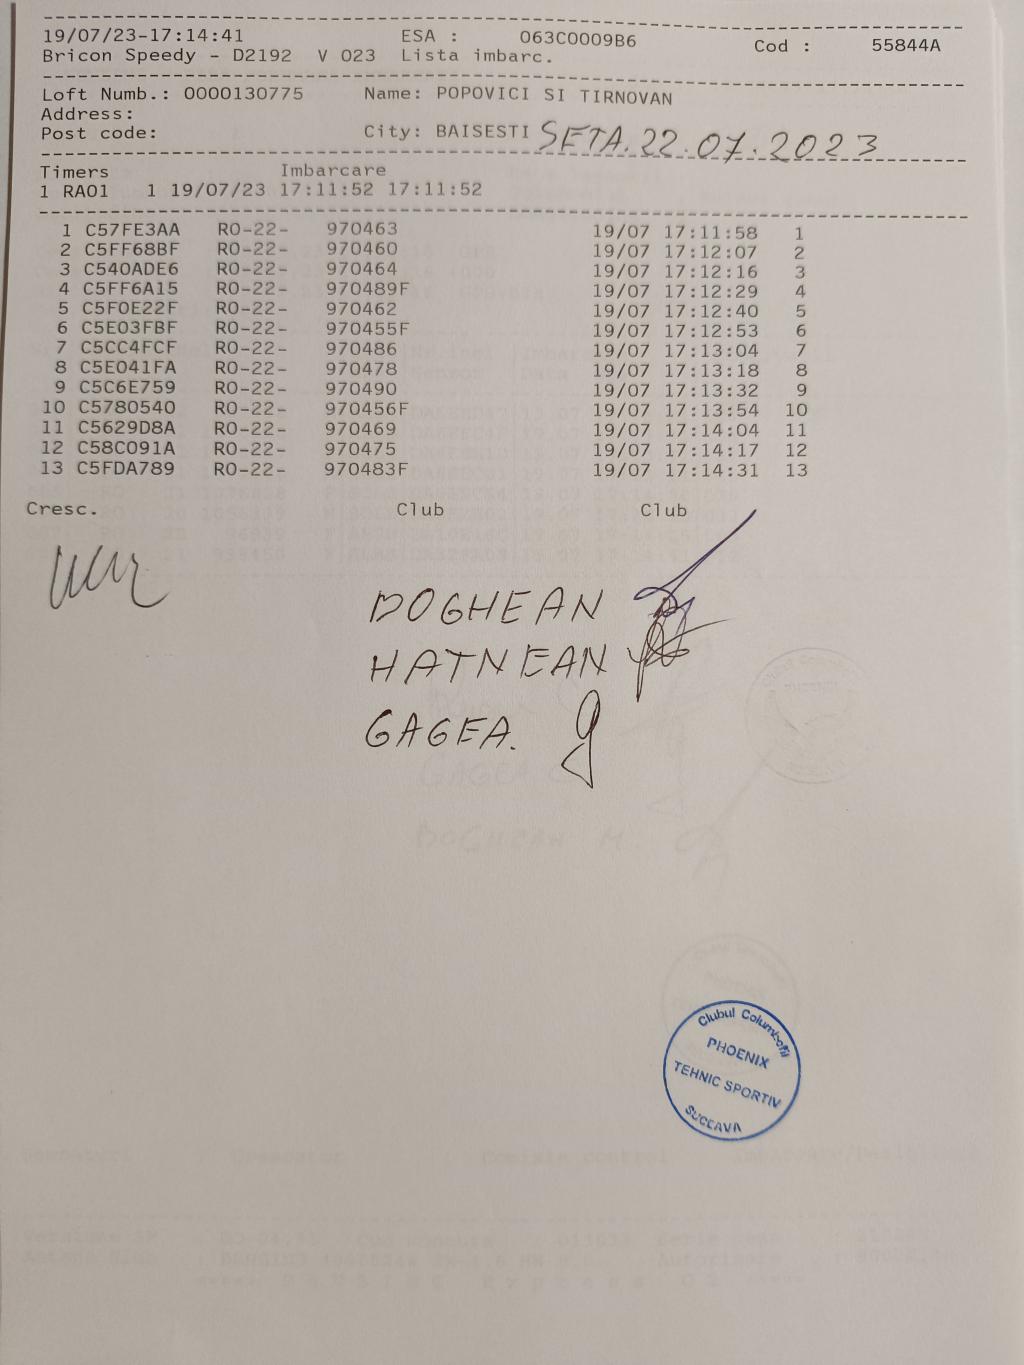 19/07/23-17:14:41 ESA : 063C0009B6 Cod : 55844A
Bricon Speedy - D2192 V 023 Lista imbarc.
Loft Numb.: 0000130775 Name: POPOVICI SI TIRNOVAN
Address:
Post code: City: BAISESTI SETA.22.07.2023
Timers Imbarcare
1 RA01 1 19/07/23 17:11:52 17:11:52
1 C57FE3AA RO-22- 970463 19/07 17:11:58 1
2 C5FF68BF RO-22- 970460 19/07 17:12:07 2
3 C540ADE6 RO-22- 970464 19/07 17:12:16 3
4 C5FF6A15 RO-22- 970489F 19/07 17:12:29 4
5 C5F0E22F RO-22- 970462 19/07 17:12:40 5
6 C5E03FBF RO-22- 970455F 19/07 17:12:53 6
7 C5CC4FCF RO-22- 970486 19/07 17:13:04 7
8 C5E041FA RO-22- 970478 19/07 17:13:18 8
9 C5C6E759 RO-22- 970490 19/07 17:13:32 9
10 C5780540 RO-22- 970456F 19/07 17:13:54 10
11 C5629D8A RO-22- 970469 19/07 17:14:04 11
12 C58C091A RO-22- 970475 19/07 17:14:17 12
13 C5FDA789 RO-22- 970483F 19/07 17:14:31 13
Cresc. Club Club
DOGHEAN
HATNEAN
GAGEA.
Clubul Columbofil
PHOENIX
TEHNIC SPORTIV
SUCEAVA